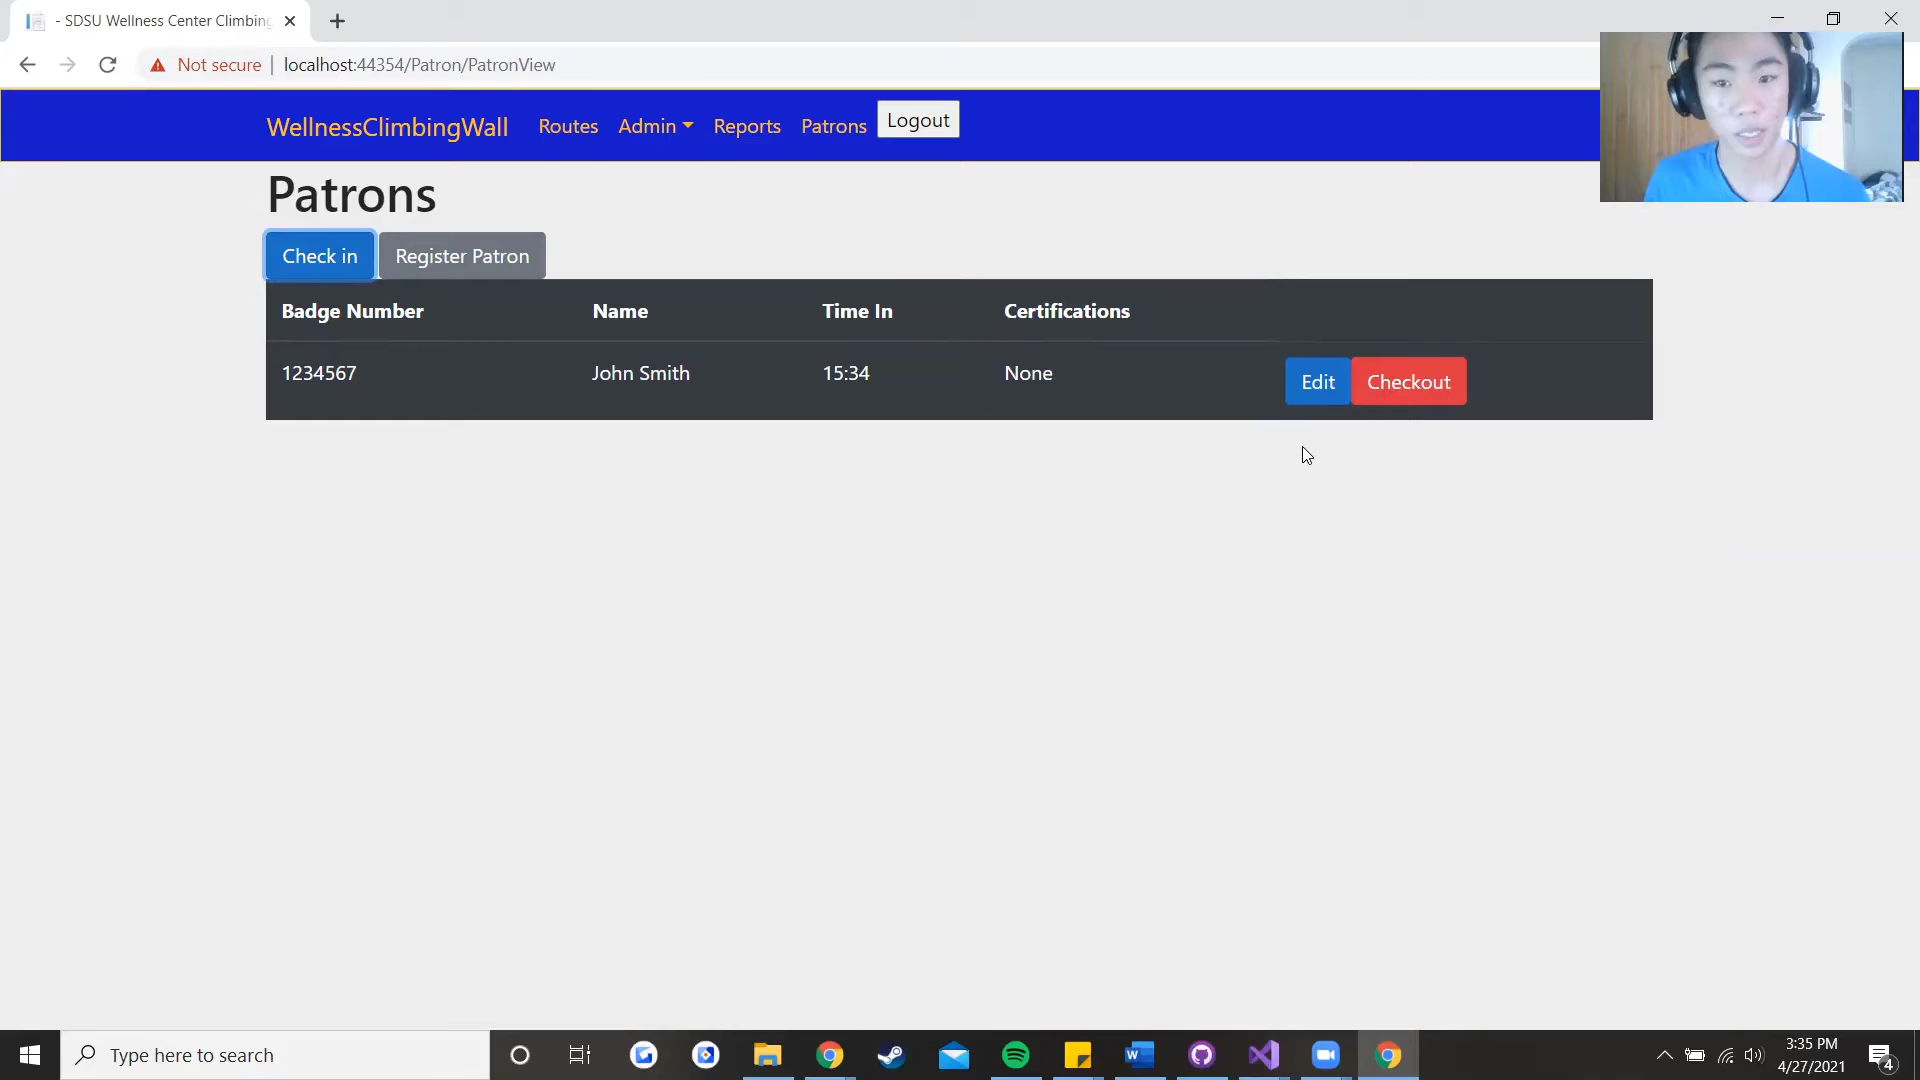 - SDSU Wellness Center Climbing
Not secure | localhost:44354/Patron/PatronView
WellnessClimbingWall Routes Admin Reports Patrons Logout
Patrons
Check in Register Patron
Badge Number Name Time In Certifications
1234567 John Smith 15:34 None Edit Checkout
Type here to search
3:35 PM
4/27/2021
4